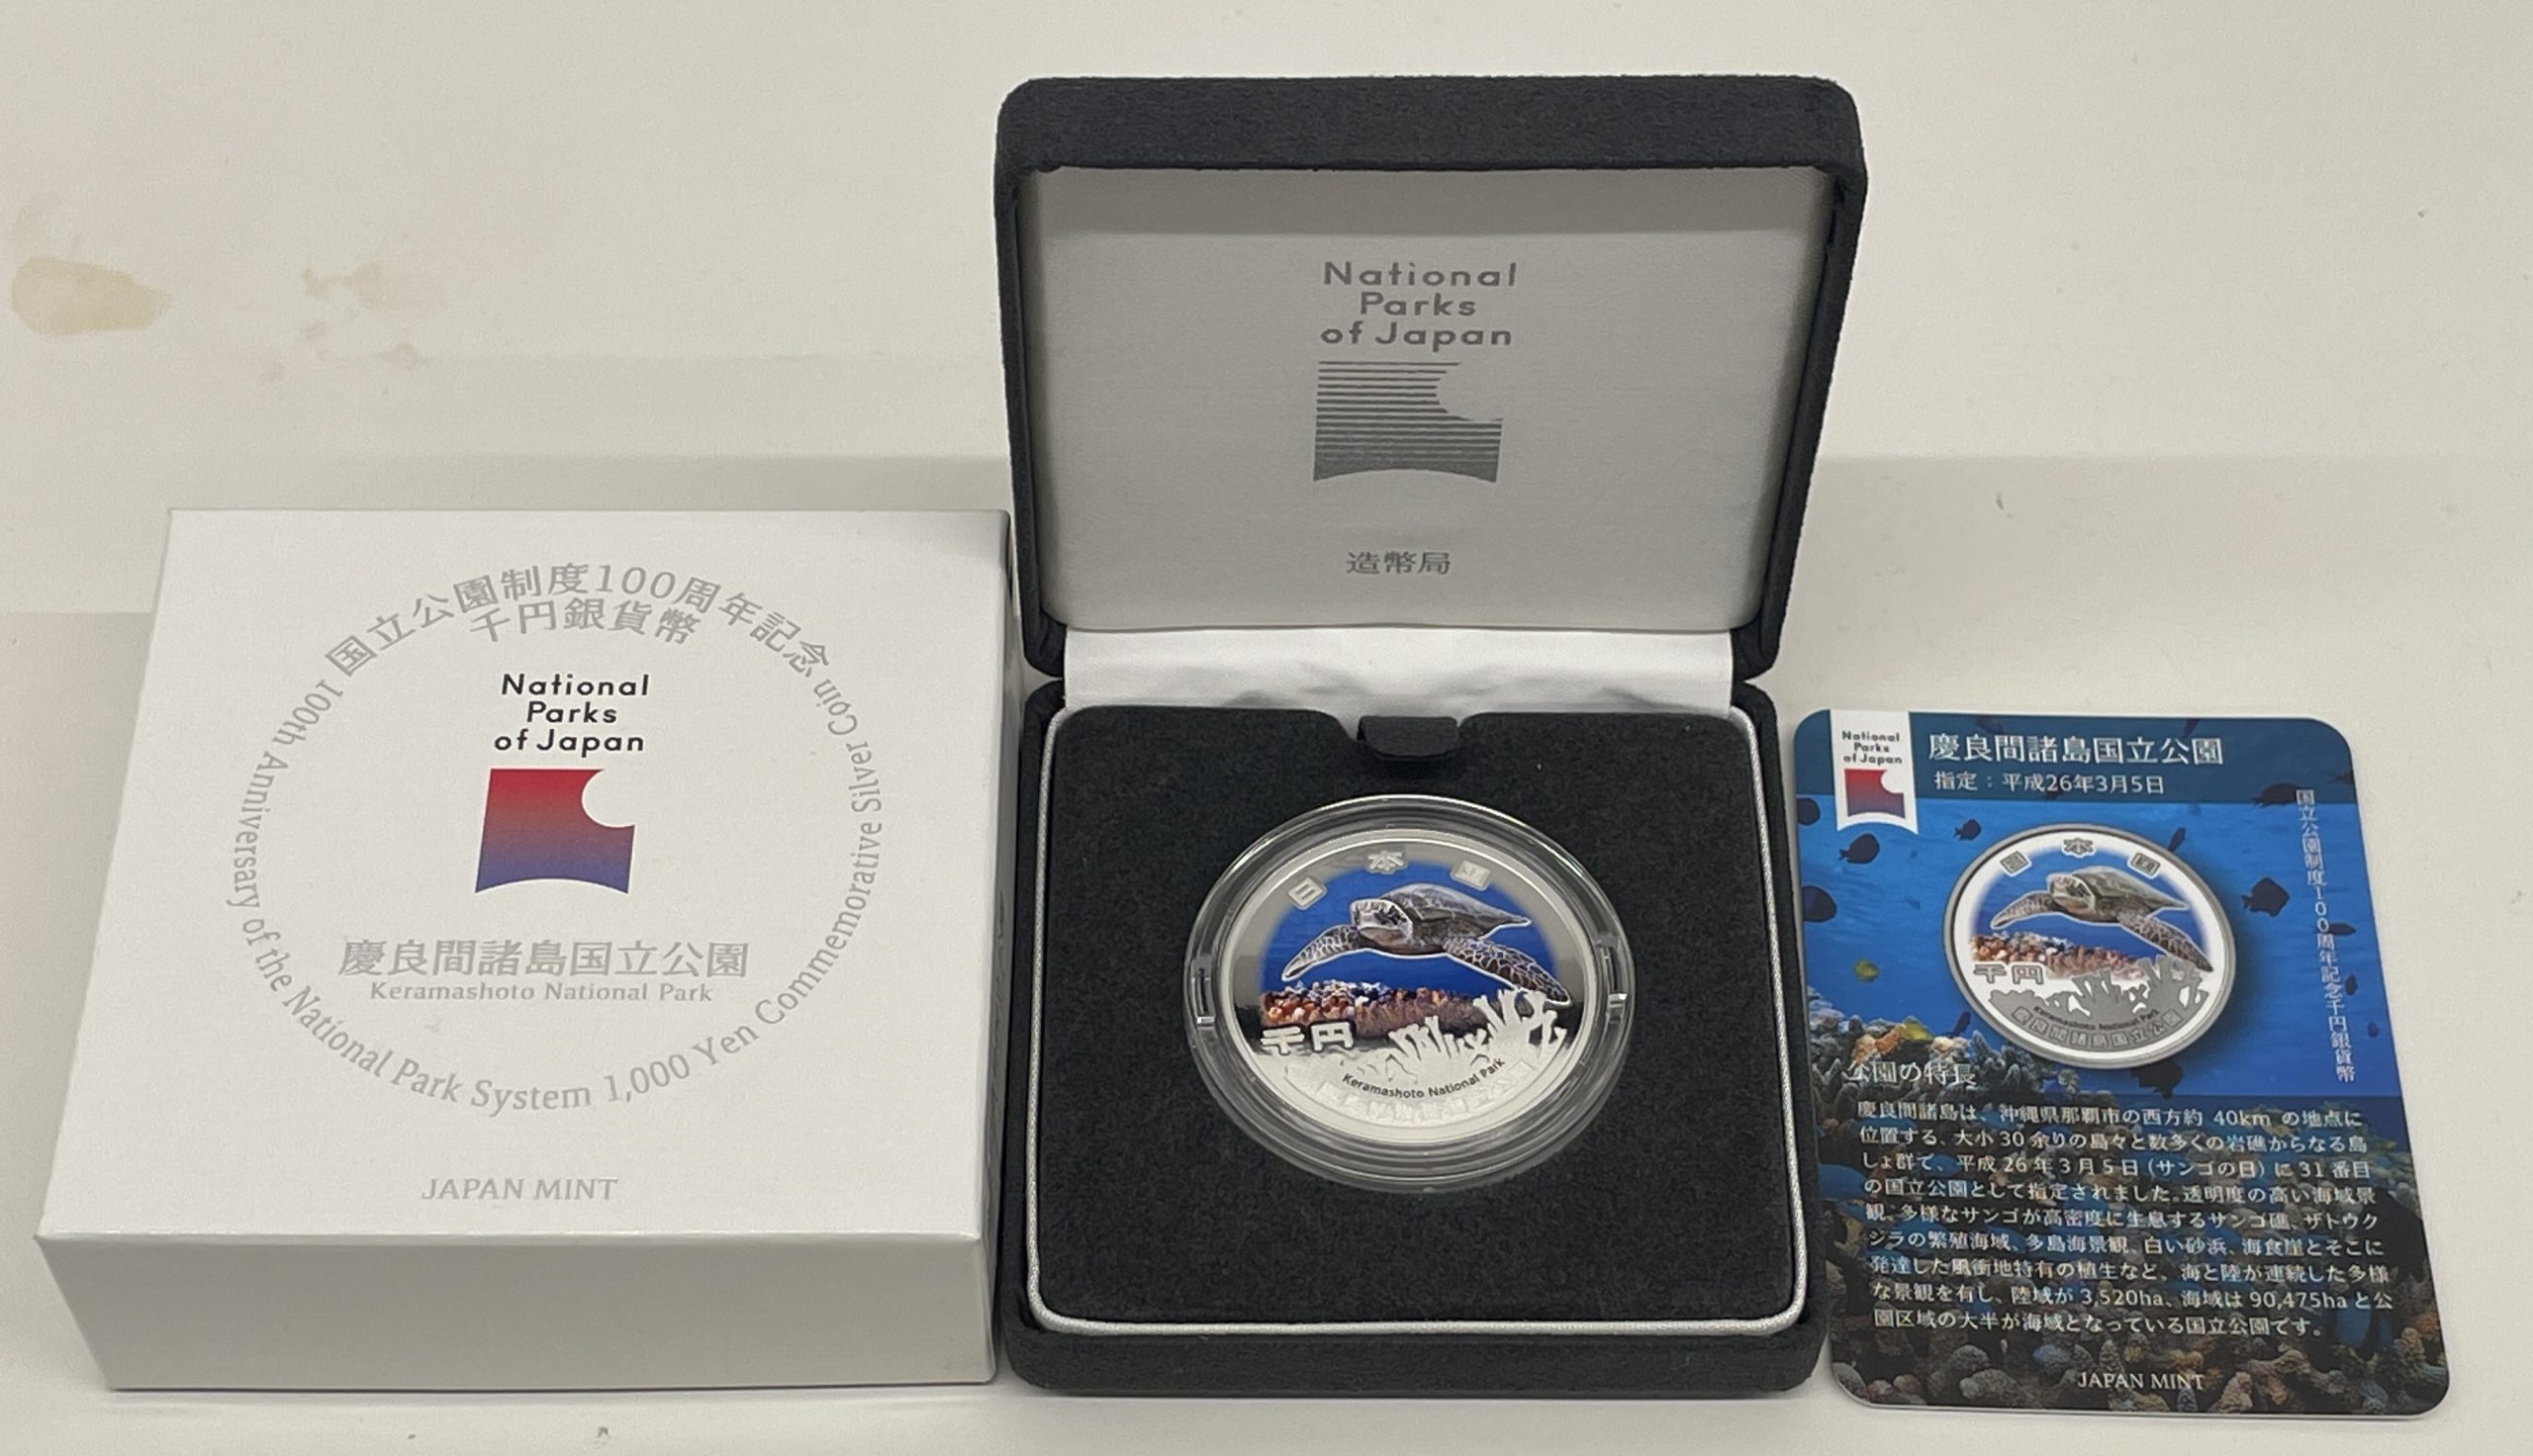 国立公園制度100周年記念
千円銀貨幣
100th Anniversary of the National Park System 1,000 Yen Commemorative Silver Coin
National
Parks
of Japan
慶良間諸島国立公園
Keramashoto National Park
JAPAN MINT
National
Parks
of Japan
造幣局
日本国
千円
Keramashoto National Park
National
Parks
of Japan
慶良間諸島国立公園
指定：平成26年3月5日
国立公園制度100周年記念千円銀貨幣
日本国
千円
Keramashoto National Park
慶良間諸島国立公園
公園の特長
慶良間諸島は、沖縄県那覇市の西方約 40km の地点に
位置する、大小 30 余りの島々と数多くの岩礁からなる島
しょ群で、平成 26 年 3 月 5 日（サンゴの日）に 31 番目
の国立公園として指定されました。透明度の高い海域景
観、多様なサンゴが高密度に生息するサンゴ礁、ザトウク
ジラの繁殖海域、多島海景観、白い砂浜、海食崖とそこに
発達した風衝地特有の植生など、海と陸が連続した多様
な景観を有し、陸域が 3,520ha、海域は 90,475ha と公
園区域の大半が海域となっている国立公園です。
JAPAN MINT